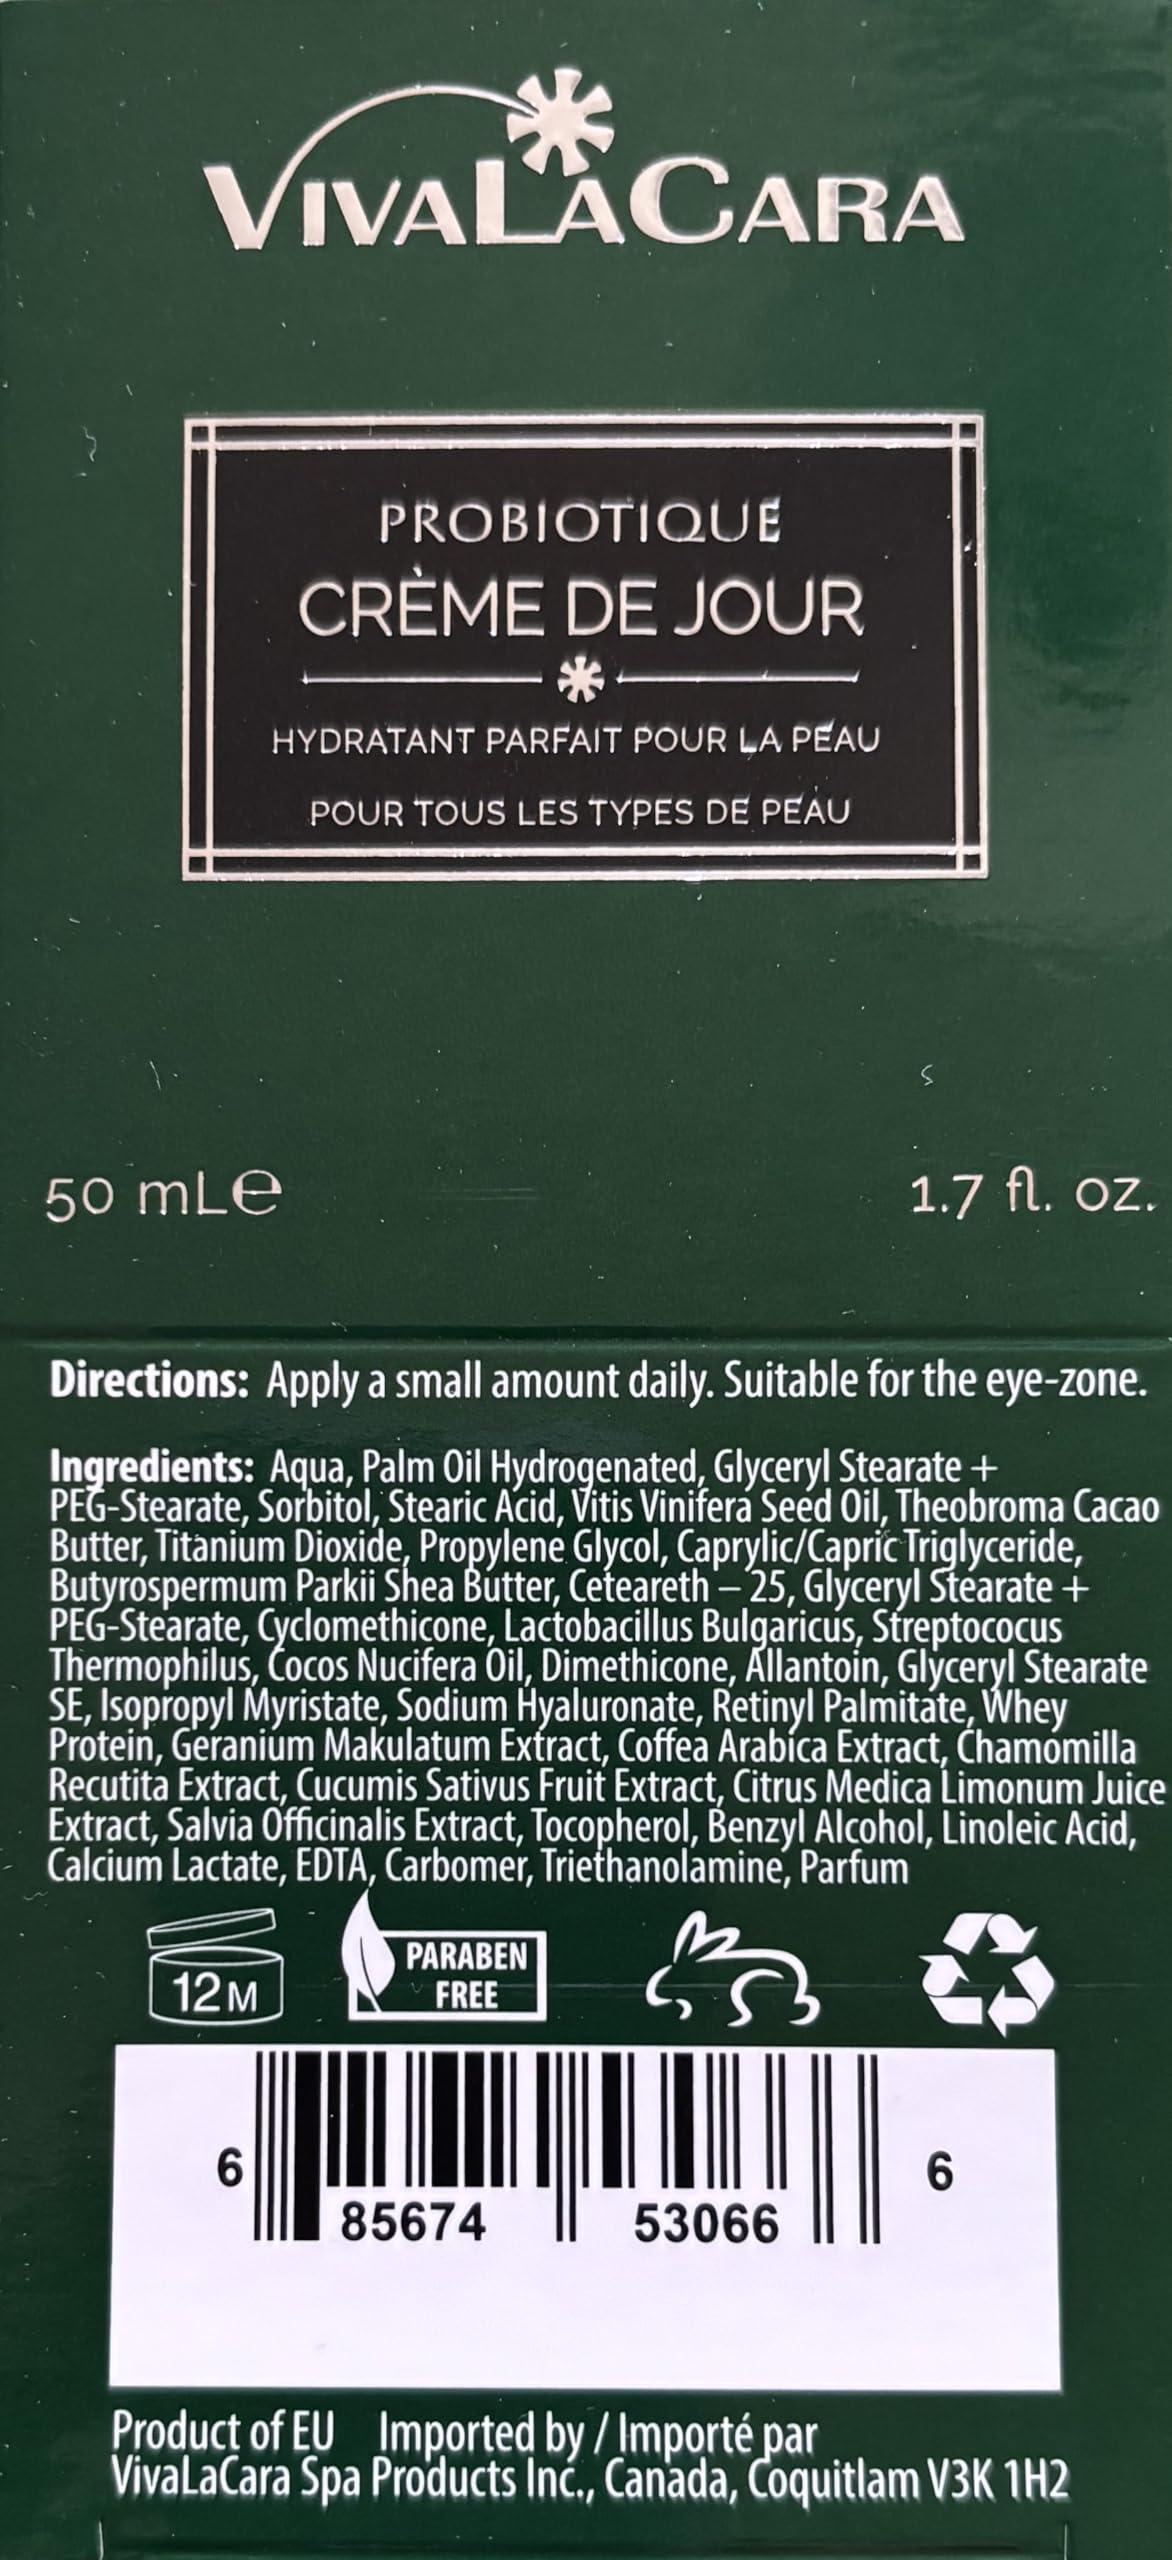 VIVALACARA
PROBIOTIQUE
CRÈME DE JOUR
HYDRATANT PARFAIT POUR LA PEAU
POUR TOUS LES TYPES DE PEAU
50 mL℮ 1.7 fl. oz.
Directions: Apply a small amount daily. Suitable for the eye-zone.
Ingredients: Aqua, Palm Oil Hydrogenated, Glyceryl Stearate +
PEG-Stearate, Sorbitol, Stearic Acid, Vitis Vinifera Seed Oil, Theobroma Cacao
Butter, Titanium Dioxide, Propylene Glycol, Caprylic/Capric Triglyceride,
Butyrospermum Parkii Shea Butter, Ceteareth – 25, Glyceryl Stearate +
PEG-Stearate, Cyclomethicone, Lactobacillus Bulgaricus, Streptococus
Thermophilus, Cocos Nucifera Oil, Dimethicone, Allantoin, Glyceryl Stearate
SE, Isopropyl Myristate, Sodium Hyaluronate, Retinyl Palmitate, Whey
Protein, Geranium Makulatum Extract, Coffea Arabica Extract, Chamomilla
Recutita Extract, Cucumis Sativus Fruit Extract, Citrus Medica Limonum Juice
Extract, Salvia Officinalis Extract, Tocopherol, Benzyl Alcohol, Linoleic Acid,
Calcium Lactate, EDTA, Carbomer, Triethanolamine, Parfum
12M
PARABEN
FREE
6 85674 53066 6
Product of EU Imported by / Importé par
VivaLaCara Spa Products Inc., Canada, Coquitlam V3K 1H2